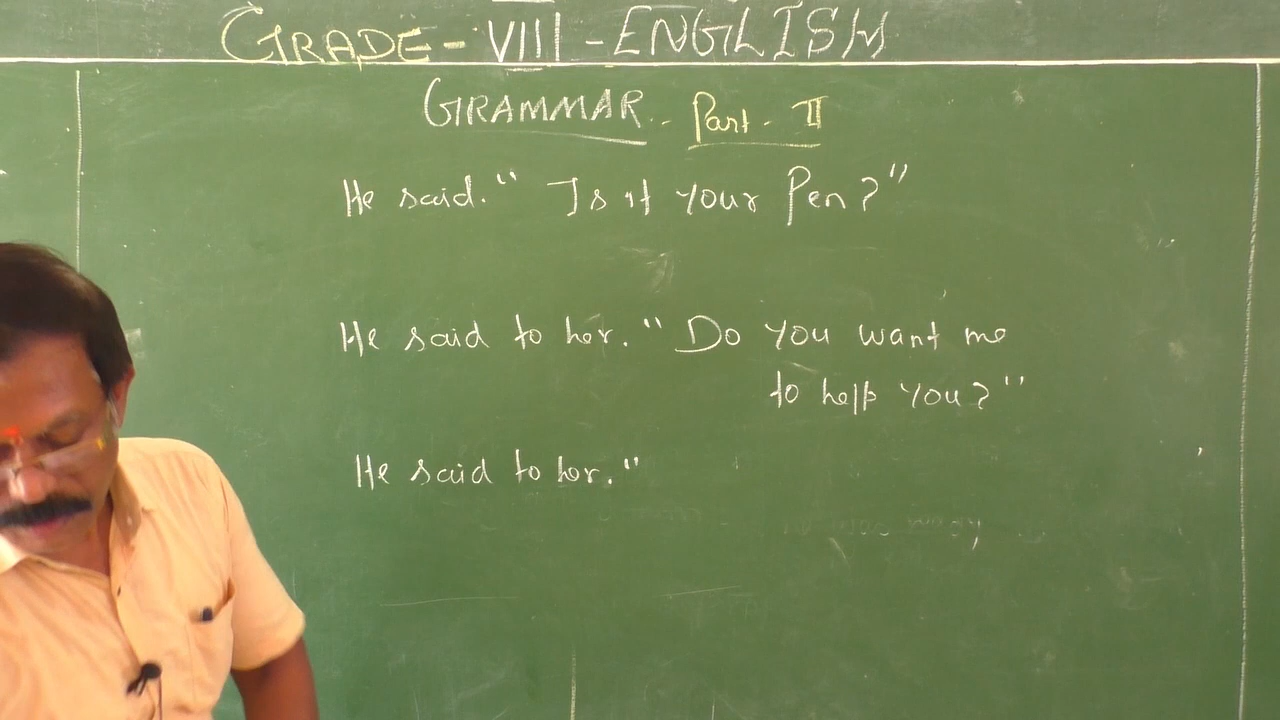 GRADE - VIII - ENGLISH
GRAMMAR.. Part - II
He said. " Is it your Pen? "
He said to her. " Do you want me
to help you? "
He said to her. "